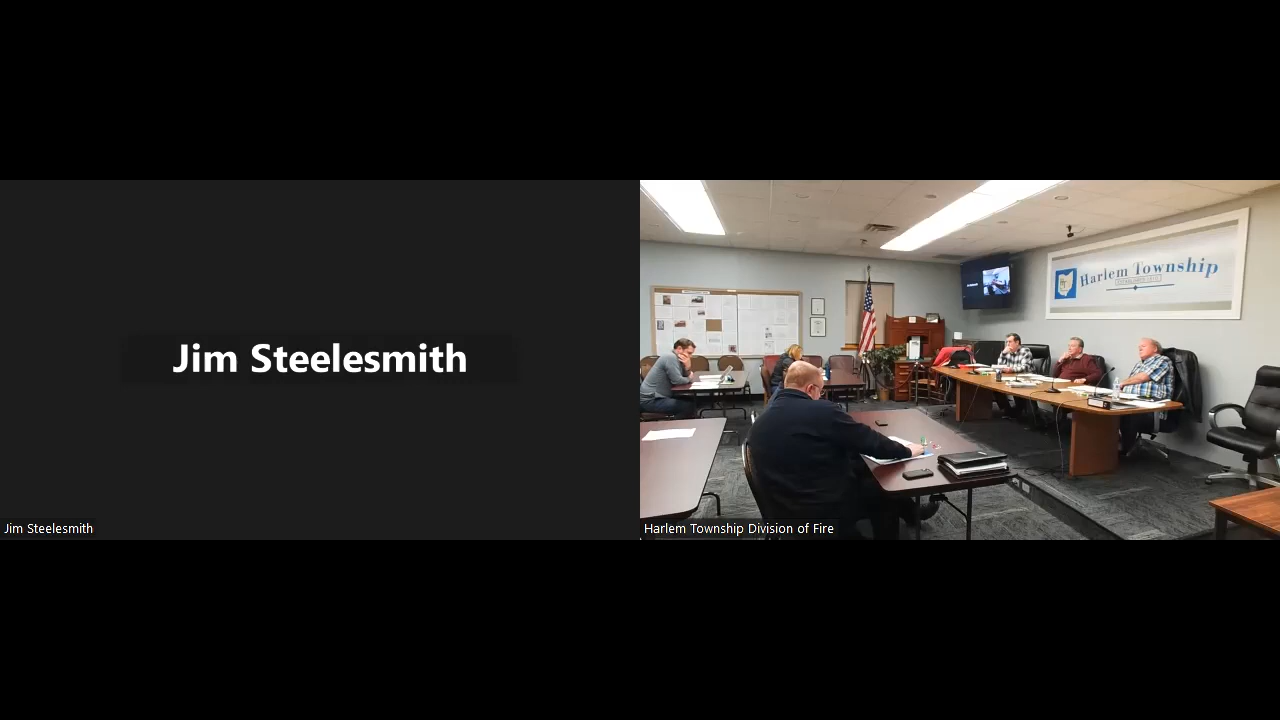 Jim Steelesmith
Jim Steelesmith
Harlem Township
Harlem Township Division of Fire